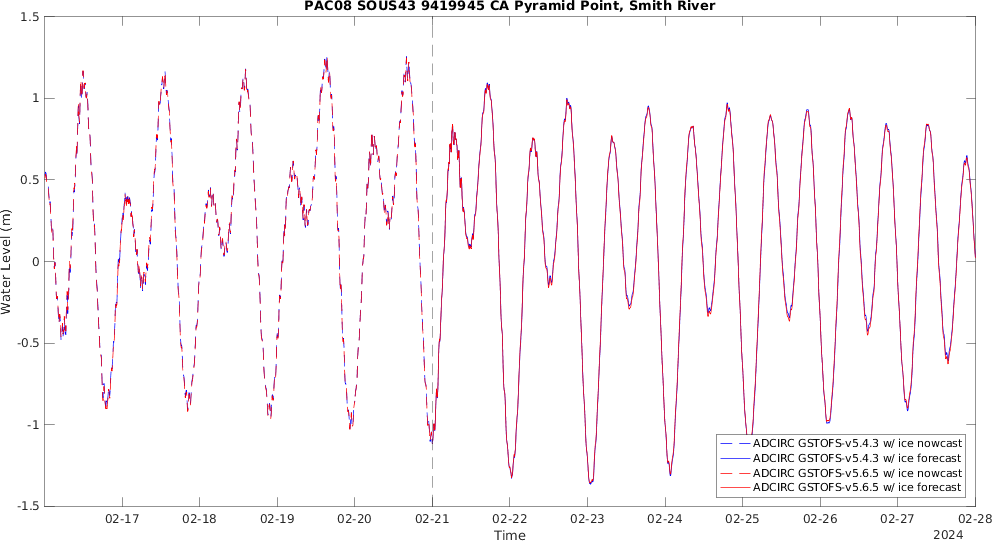 PAC08 SOUS43 9419945 CA Pyramid Point, Smith River
1.5
1
0.5
0
-0.5
-1
-1.5
Water Level (m)
ADCIRC GSTOFS-v5.4.3 w/ ice nowcast
ADCIRC GSTOFS-v5.4.3 w/ ice forecast
ADCIRC GSTOFS-v5.6.5 w/ ice nowcast
ADCIRC GSTOFS-v5.6.5 w/ ice forecast
02-17 02-18 02-19 02-20 02-21 02-22 02-23 02-24 02-25 02-26 02-27 02-28
Time
2024